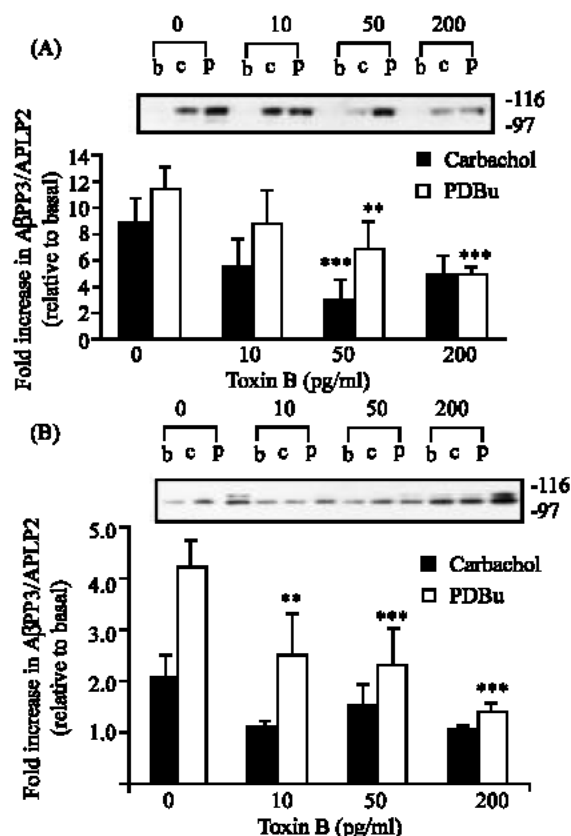 (A)
0 10 50 200
b c p b c p b c p b c p
-116
-97
Fold increase in AβPP3/APLP2
(relative to basal)
14
12
10
8
6
4
2
0
Carbachol
PDBu
*** ** ***
0 10 50 200
Toxin B (pg/ml)
(B)
0 10 50 200
b c p b c p b c p b c p
-116
-97
Fold increase in AβPP3/APLP2
(relative to basal)
5.0
4.0
3.0
2.0
1.0
Carbachol
PDBu
** *** ***
0 10 50 200
Toxin B (pg/ml)